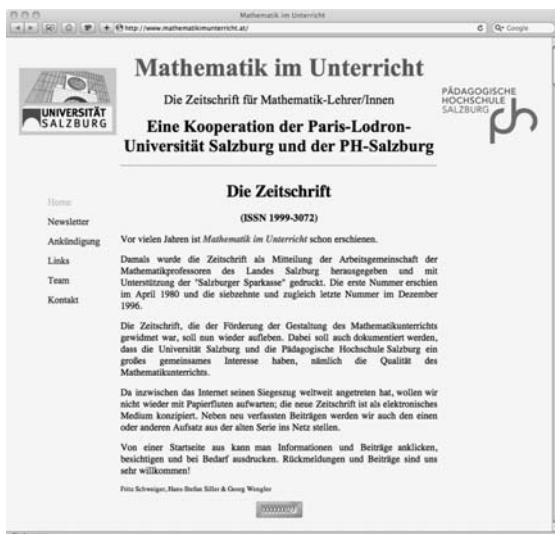 Mathematik im Unterricht
http://www.mathematikimunterricht.at/
Google
Mathematik im Unterricht
Die Zeitschrift für Mathematik-Lehrer/Innen
Eine Kooperation der Paris-Lodron-
Universität Salzburg und der PH-Salzburg
UNIVERSITÄT
SALZBURG
PÄDAGOGISCHE
HOCHSCHULE
SALZBURG
ph
Home
Newsletter
Ankündigung
Links
Team
Kontakt
Die Zeitschrift
(ISSN 1999-3072)
Vor vielen Jahren ist Mathematik im Unterricht schon erschienen.
Damals wurde die Zeitschrift als Mitteilung der Arbeitsgemeinschaft der
Mathematikprofessoren des Landes Salzburg herausgegeben und mit
Unterstützung der "Salzburger Sparkasse" gedruckt. Die erste Nummer erschien
im April 1980 und die siebzehnte und zugleich letzte Nummer im Dezember
1996.
Die Zeitschrift, die der Förderung der Gestaltung des Mathematikunterrichts
gewidmet war, soll nun wieder aufleben. Dabei soll auch dokumentiert werden,
dass die Universität Salzburg und die Pädagogische Hochschule Salzburg ein
großes gemeinsames Interesse haben, nämlich die Qualität des
Mathematikunterrichts.
Da inzwischen das Internet seinen Siegeszug weltweit angetreten hat, wollen wir
nicht wieder mit Papierfluten aufwarten; die neue Zeitschrift ist als elektronisches
Medium konzipiert. Neben neu verfassten Beiträgen werden wir auch den einen
oder anderen Aufsatz aus der alten Serie ins Netz stellen.
Von einer Startseite aus kann man Informationen und Beiträge anklicken,
besichtigen und bei Bedarf ausdrucken. Rückmeldungen und Beiträge sind uns
sehr willkommen!
Fritz Schweiger, Hans-Stefan Siller & Georg Wengler